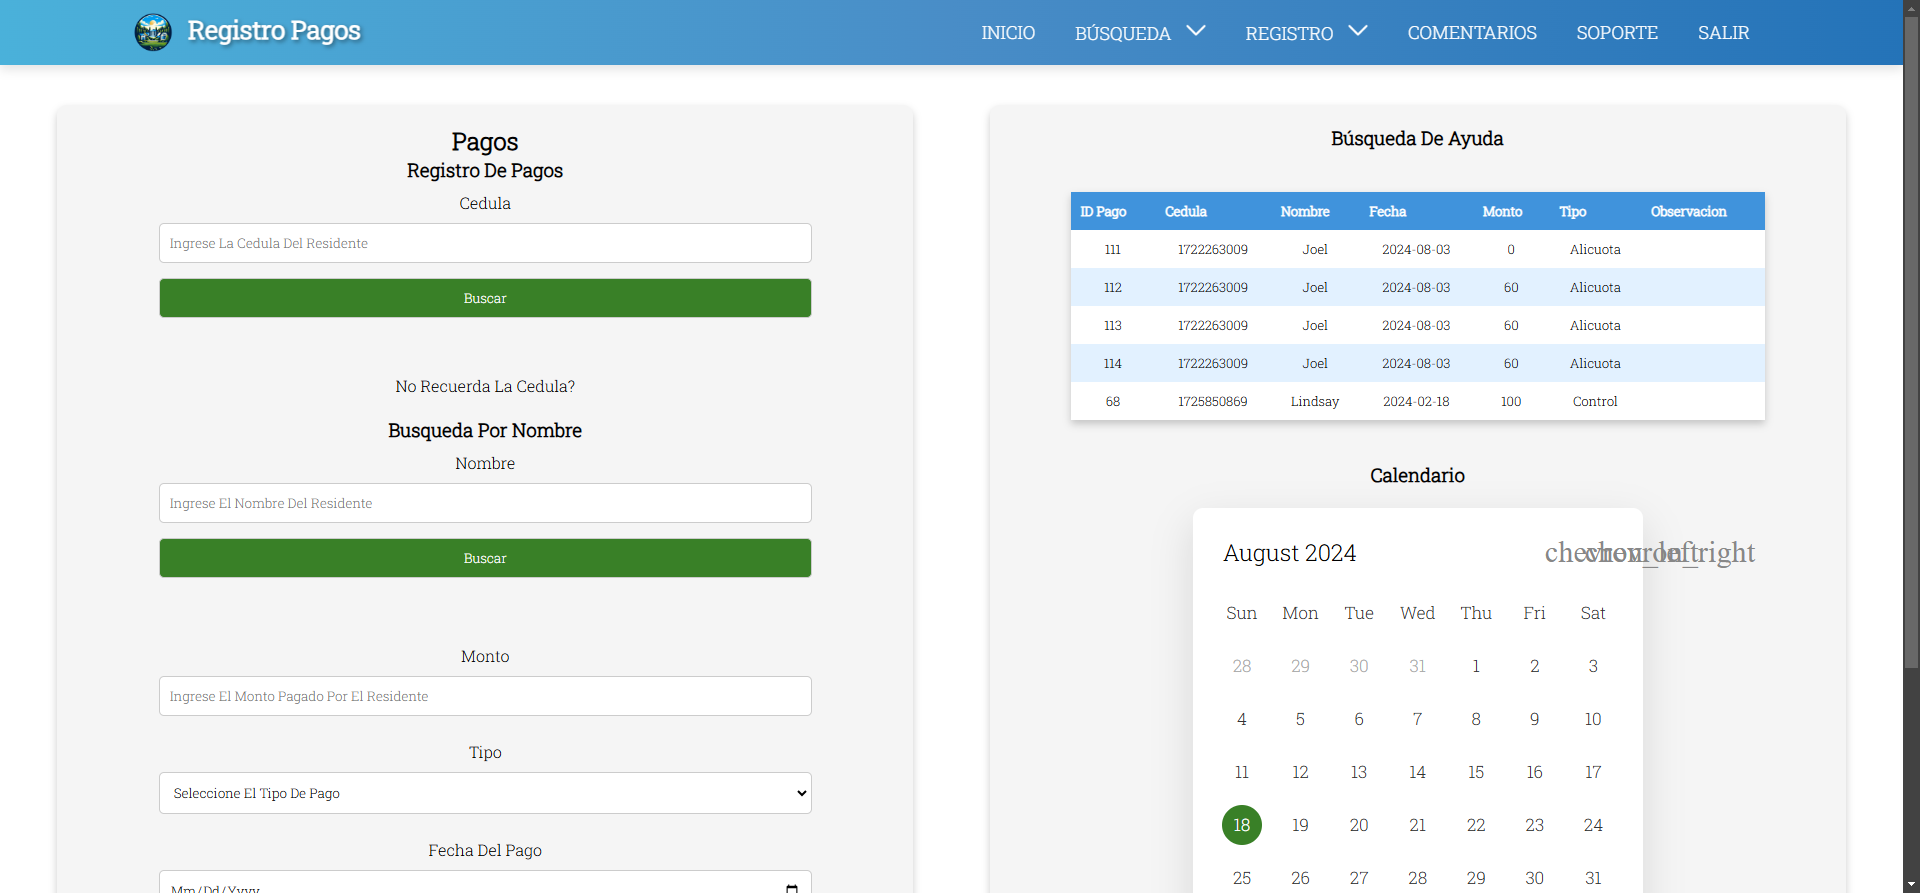 Registro Pagos
INICIO BÚSQUEDA REGISTRO COMENTARIOS SOPORTE SALIR
Pagos
Registro De Pagos
Cedula
Ingrese La Cedula Del Residente
Buscar
No Recuerda La Cedula?
Busqueda Por Nombre
Nombre
Ingrese El Nombre Del Residente
Buscar
Monto
Ingrese El Monto Pagado Por El Residente
Tipo
Seleccione El Tipo De Pago
Fecha Del Pago
Mm/Dd/Yyyy
Búsqueda De Ayuda
ID Pago Cedula Nombre Fecha Monto Tipo Observacion
111 1722263009 Joel 2024-08-03 0 Alicuota
112 1722263009 Joel 2024-08-03 60 Alicuota
113 1722263009 Joel 2024-08-03 60 Alicuota
114 1722263009 Joel 2024-08-03 60 Alicuota
68 1725850869 Lindsay 2024-02-18 100 Control
Calendario
August 2024 chevron_left chevron_right
Sun Mon Tue Wed Thu Fri Sat
28 29 30 31 1 2 3
4 5 6 7 8 9 10
11 12 13 14 15 16 17
18 19 20 21 22 23 24
25 26 27 28 29 30 31